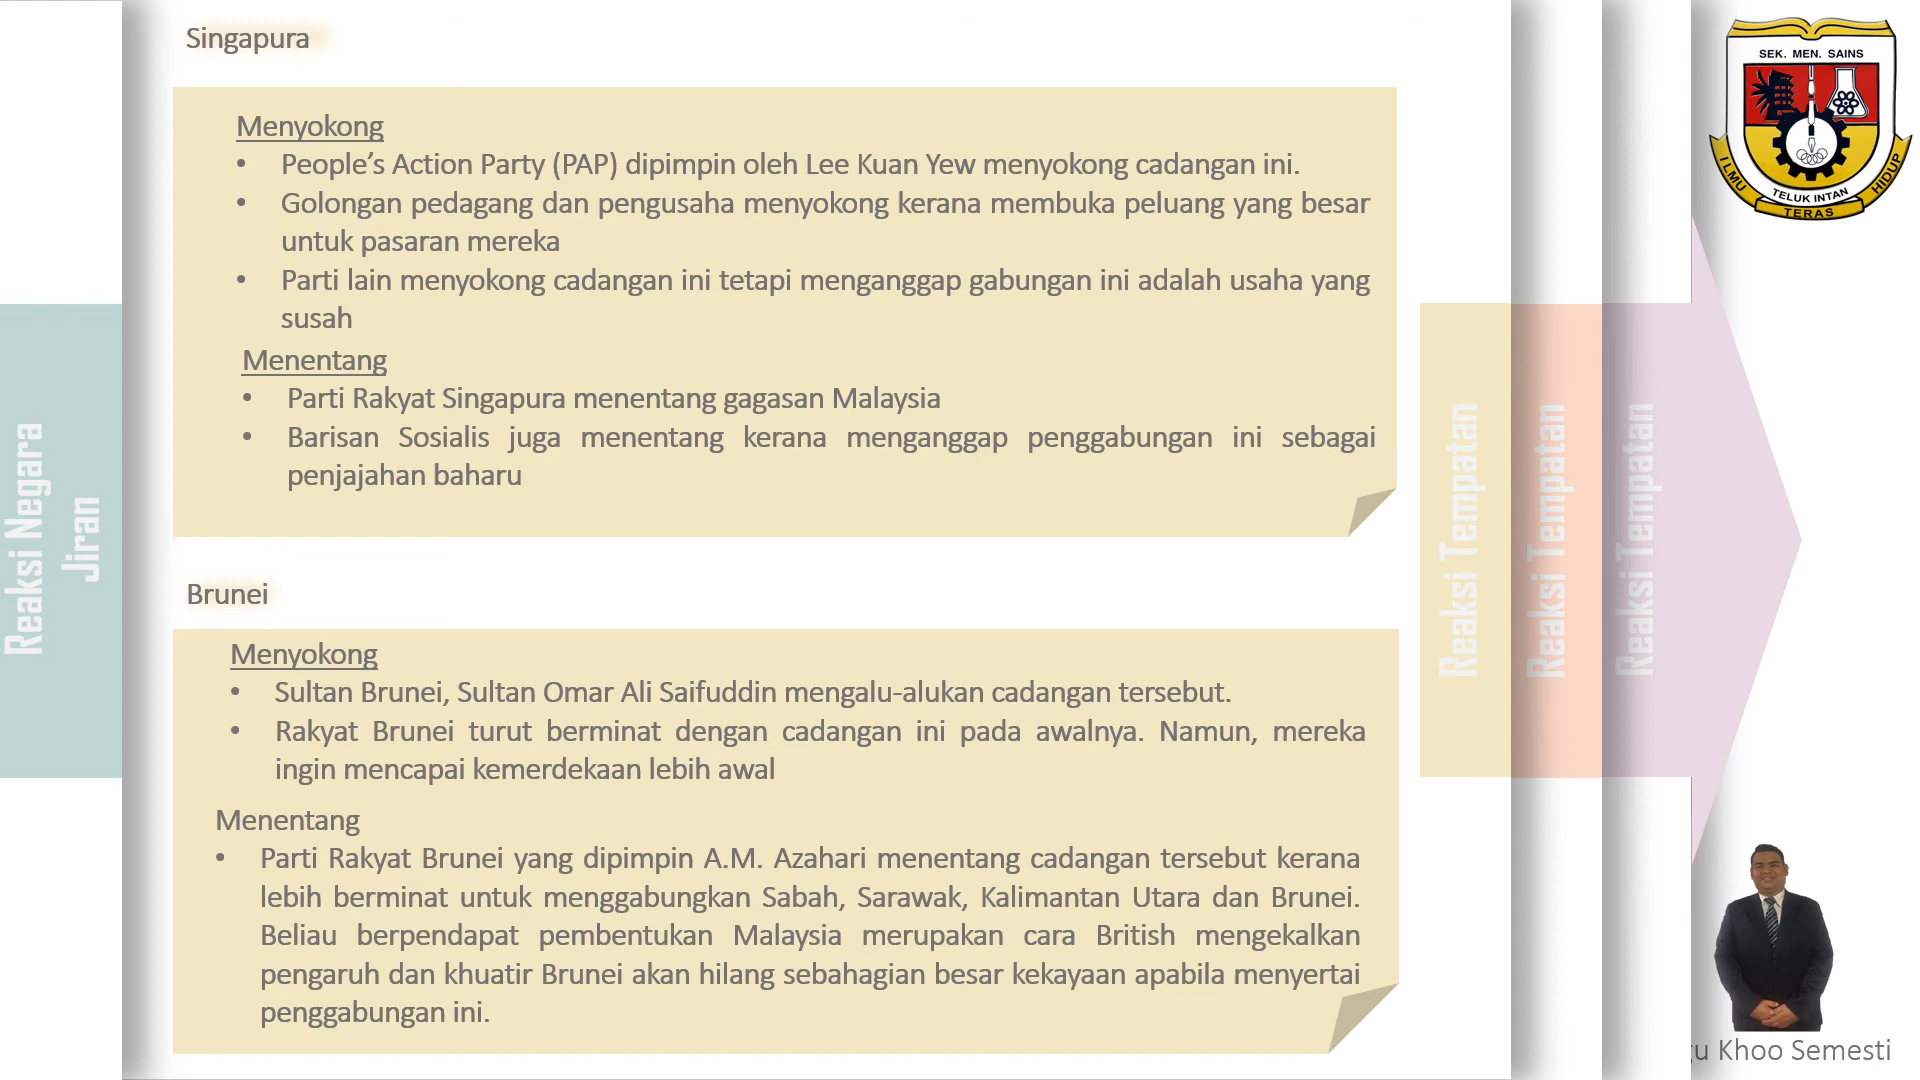 Singapura
Menyokong
• People’s Action Party (PAP) dipimpin oleh Lee Kuan Yew menyokong cadangan ini.
• Golongan pedagang dan pengusaha menyokong kerana membuka peluang yang besar
untuk pasaran mereka
• Parti lain menyokong cadangan ini tetapi menganggap gabungan ini adalah usaha yang
susah
Menentang
• Parti Rakyat Singapura menentang gagasan Malaysia
• Barisan Sosialis juga menentang kerana menganggap penggabungan ini sebagai
penjajahan baharu
Brunei
Menyokong
• Sultan Brunei, Sultan Omar Ali Saifuddin mengalu-alukan cadangan tersebut.
• Rakyat Brunei turut berminat dengan cadangan ini pada awalnya. Namun, mereka
ingin mencapai kemerdekaan lebih awal
Menentang
• Parti Rakyat Brunei yang dipimpin A.M. Azahari menentang cadangan tersebut kerana
lebih berminat untuk menggabungkan Sabah, Sarawak, Kalimantan Utara dan Brunei.
Beliau berpendapat pembentukan Malaysia merupakan cara British mengekalkan
pengaruh dan khuatir Brunei akan hilang sebahagian besar kekayaan apabila menyertai
penggabungan ini.
Reaksi Negara
Jiran
Reaksi Tempatan
Reaksi Tempatan
Reaksi Tempatan
SEK. MEN. SAINS
TELUK INTAN
ILMU TERAS HIDUP
Khoo Semesti